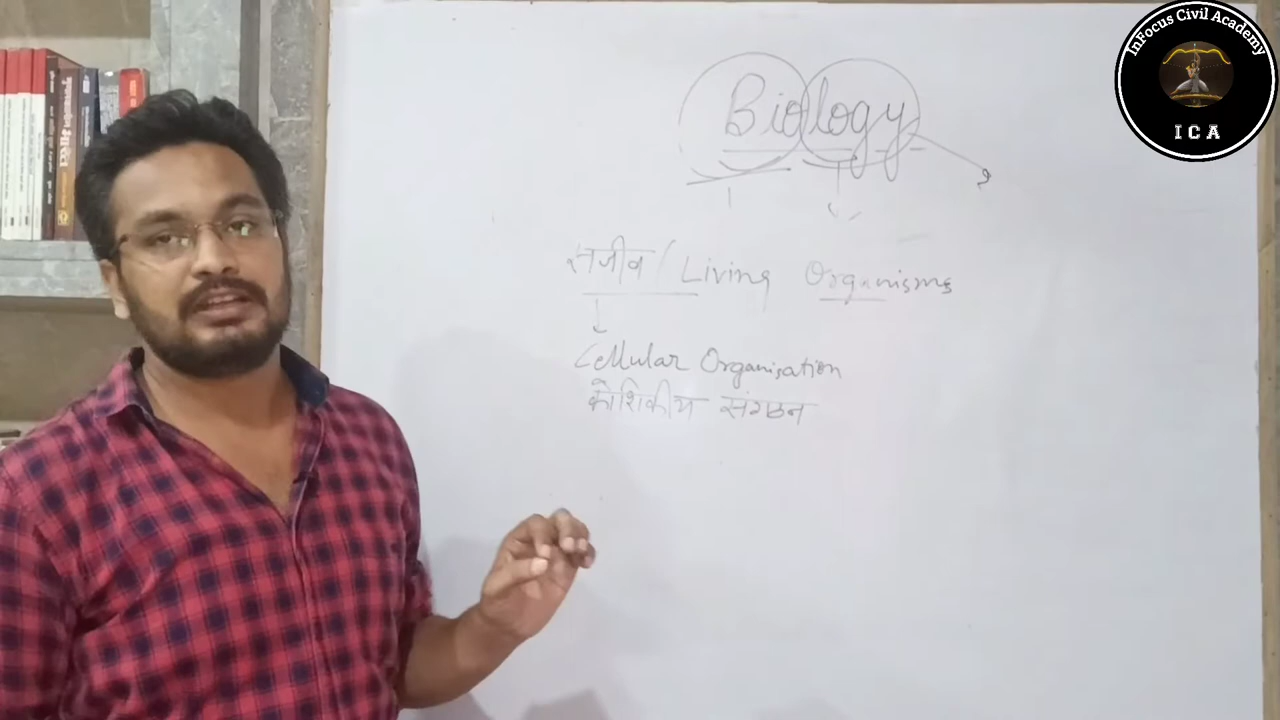 InFocus Civil Academy
ICA
Biology
सजीव / Living Organisms
Cellular Organisation
कोशिकीय संगठन